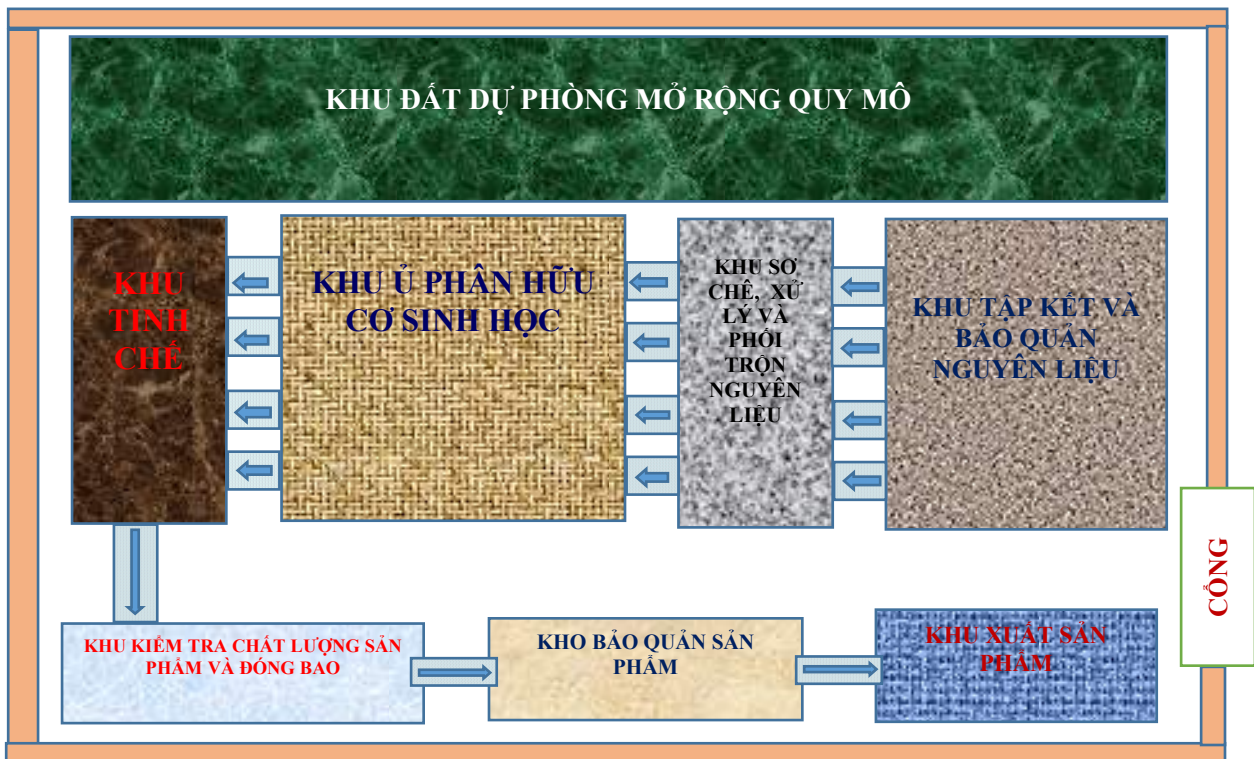 KHU ĐẤT DỰ PHÒNG MỞ RỘNG QUY MÔ
KHU
TINH
CHẾ
KHU Ủ PHÂN HỮU
CƠ SINH HỌC
KHU SƠ
CHẾ, XỬ
LÝ VÀ
PHỐI
TRỘN
NGUYÊN
LIỆU
KHU TẬP KẾT VÀ
BẢO QUẢN
NGUYÊN LIỆU
CỔNG
KHU KIỂM TRA CHẤT LƯỢNG SẢN
PHẨM VÀ ĐÓNG BAO
KHO BẢO QUẢN SẢN
PHẨM
KHU XUẤT SẢN
PHẨM